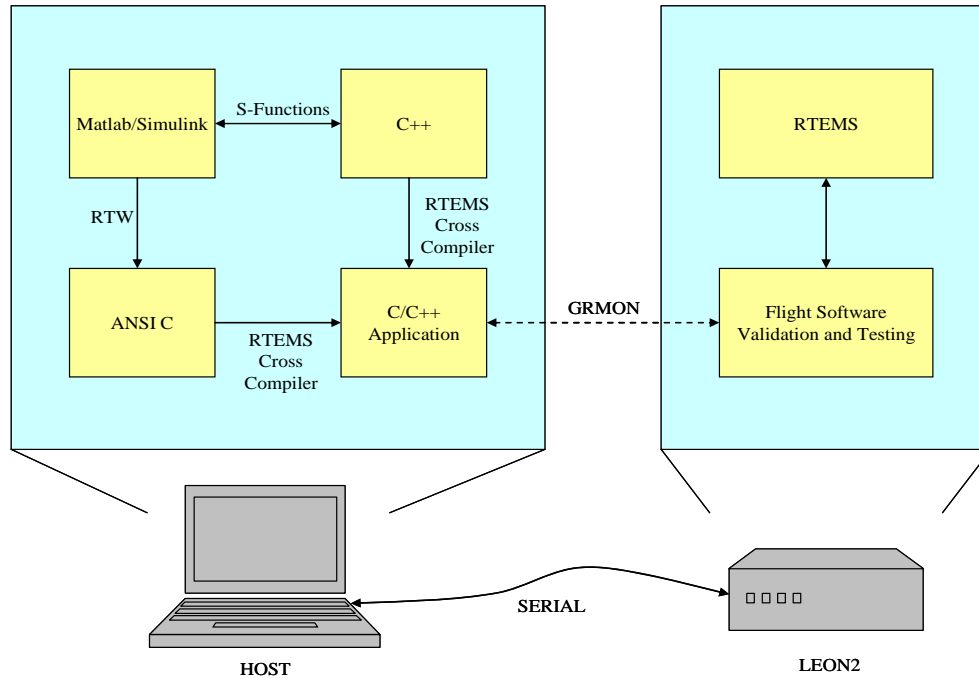 S-Functions
Matlab/Simulink
C++
RTEMS
RTW
RTEMS
Cross
Compiler
ANSI C
RTEMS
Cross
Compiler
C/C++
Application
GRMON
Flight Software
Validation and Testing
SERIAL
HOST
LEON2